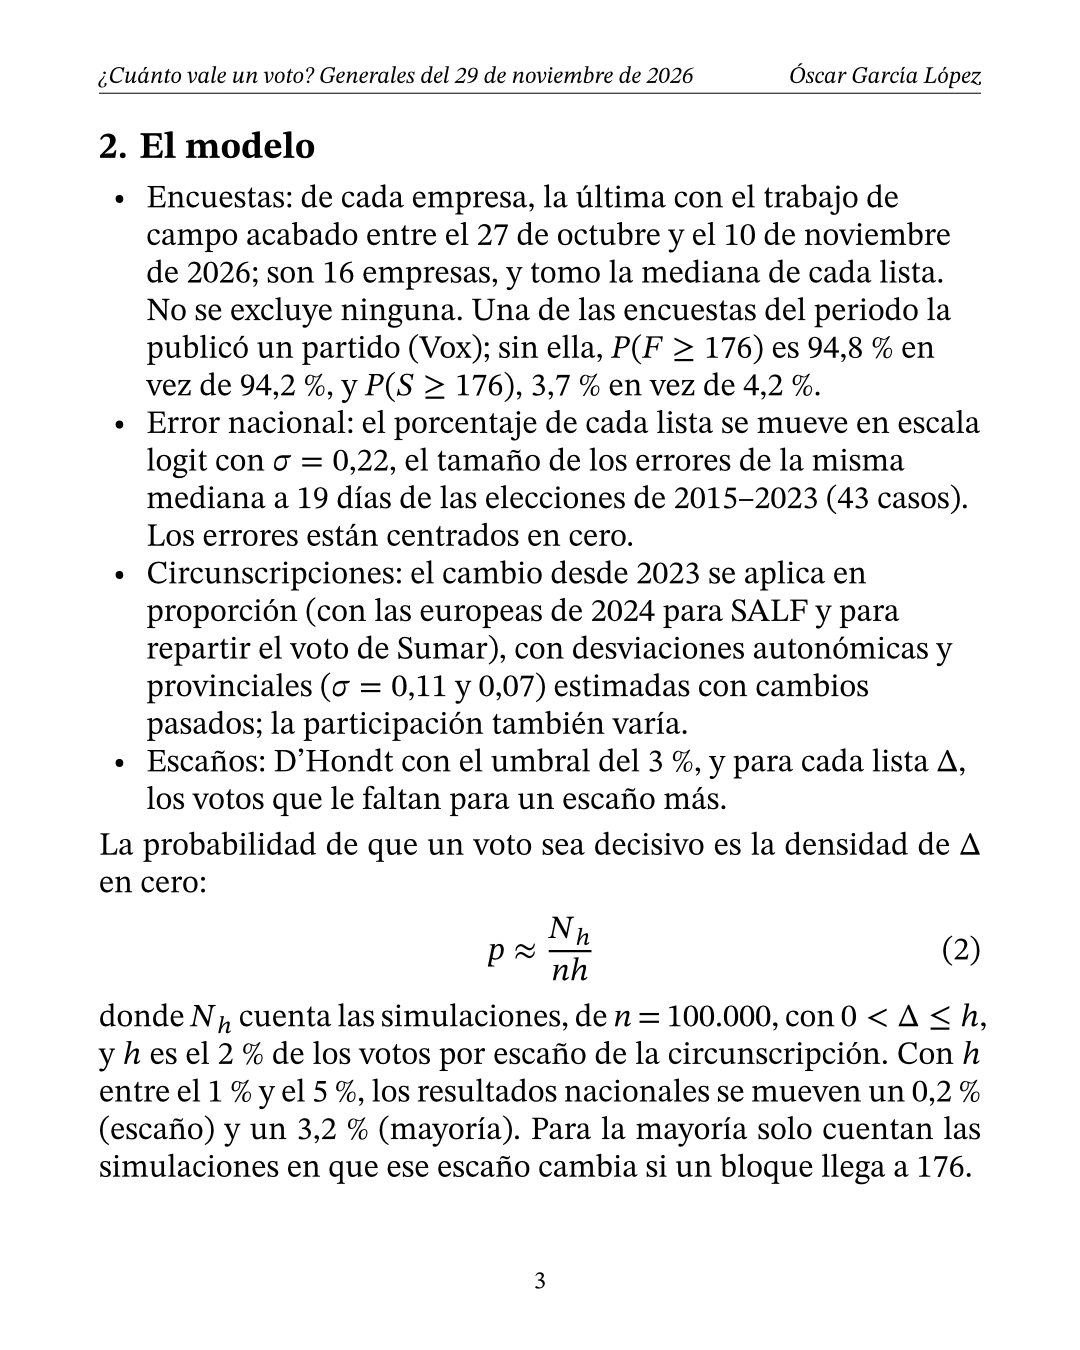 ¿Cuánto vale un voto? Generales del 29 de noviembre de 2026 Óscar García López
2. El modelo
• Encuestas: de cada empresa, la última con el trabajo de
campo acabado entre el 27 de octubre y el 10 de noviembre
de 2026; son 16 empresas, y tomo la mediana de cada lista.
No se excluye ninguna. Una de las encuestas del periodo la
publicó un partido (Vox); sin ella, P(F ≥ 176) es 94,8 % en
vez de 94,2 %, y P(S ≥ 176), 3,7 % en vez de 4,2 %.
• Error nacional: el porcentaje de cada lista se mueve en escala
logit con σ = 0,22, el tamaño de los errores de la misma
mediana a 19 días de las elecciones de 2015–2023 (43 casos).
Los errores están centrados en cero.
• Circunscripciones: el cambio desde 2023 se aplica en
proporción (con las europeas de 2024 para SALF y para
repartir el voto de Sumar), con desviaciones autonómicas y
provinciales (σ = 0,11 y 0,07) estimadas con cambios
pasados; la participación también varía.
• Escaños: D’Hondt con el umbral del 3 %, y para cada lista Δ,
los votos que le faltan para un escaño más.
La probabilidad de que un voto sea decisivo es la densidad de Δ
en cero:
p ≈ N_h / nh (2)
donde N_h cuenta las simulaciones, de n = 100.000, con 0 < Δ ≤ h,
y h es el 2 % de los votos por escaño de la circunscripción. Con h
entre el 1 % y el 5 %, los resultados nacionales se mueven un 0,2 %
(escaño) y un 3,2 % (mayoría). Para la mayoría solo cuentan las
simulaciones en que ese escaño cambia si un bloque llega a 176.
3